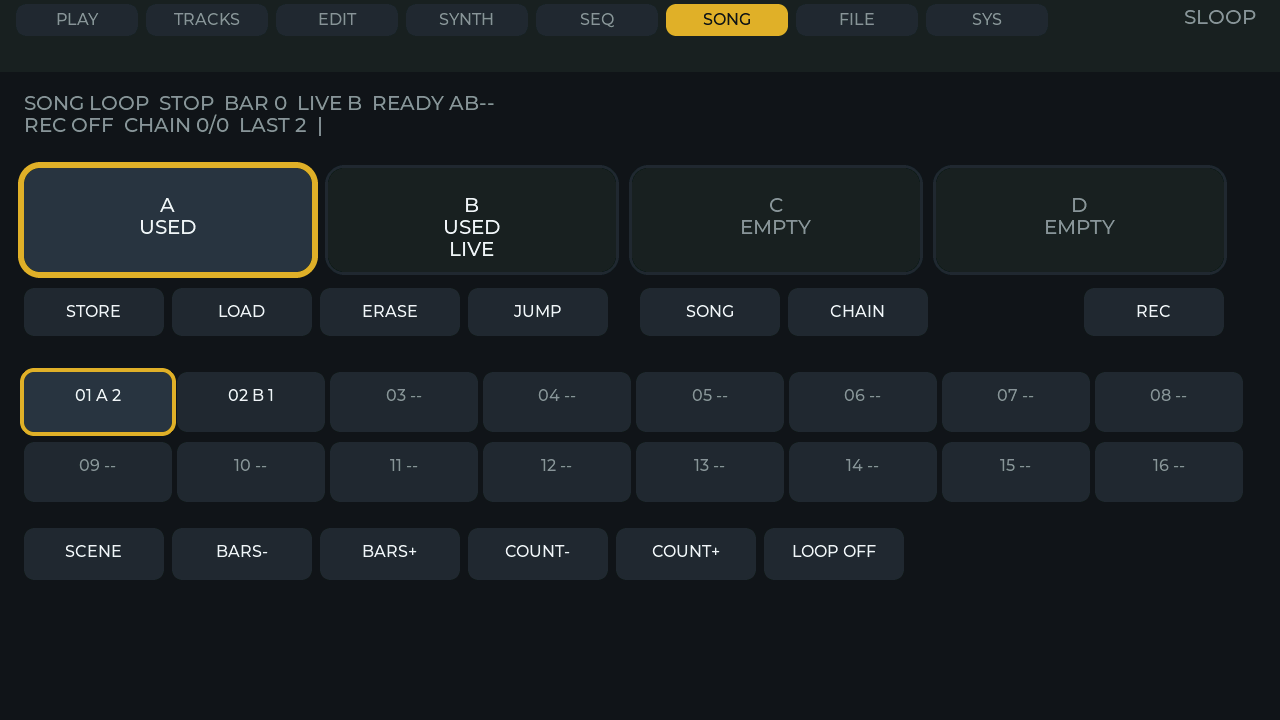 PLAY TRACKS EDIT SYNTH SEQ SONG FILE SYS SLOOP
SONG LOOP  STOP  BAR 0  LIVE B  READY AB--
REC OFF  CHAIN 0/0  LAST 2  |
A B C D
USED USED EMPTY EMPTY
LIVE
STORE LOAD ERASE JUMP SONG CHAIN REC
01 A 2 02 B 1 03 -- 04 -- 05 -- 06 -- 07 -- 08 --
09 -- 10 -- 11 -- 12 -- 13 -- 14 -- 15 -- 16 --
SCENE BARS- BARS+ COUNT- COUNT+ LOOP OFF